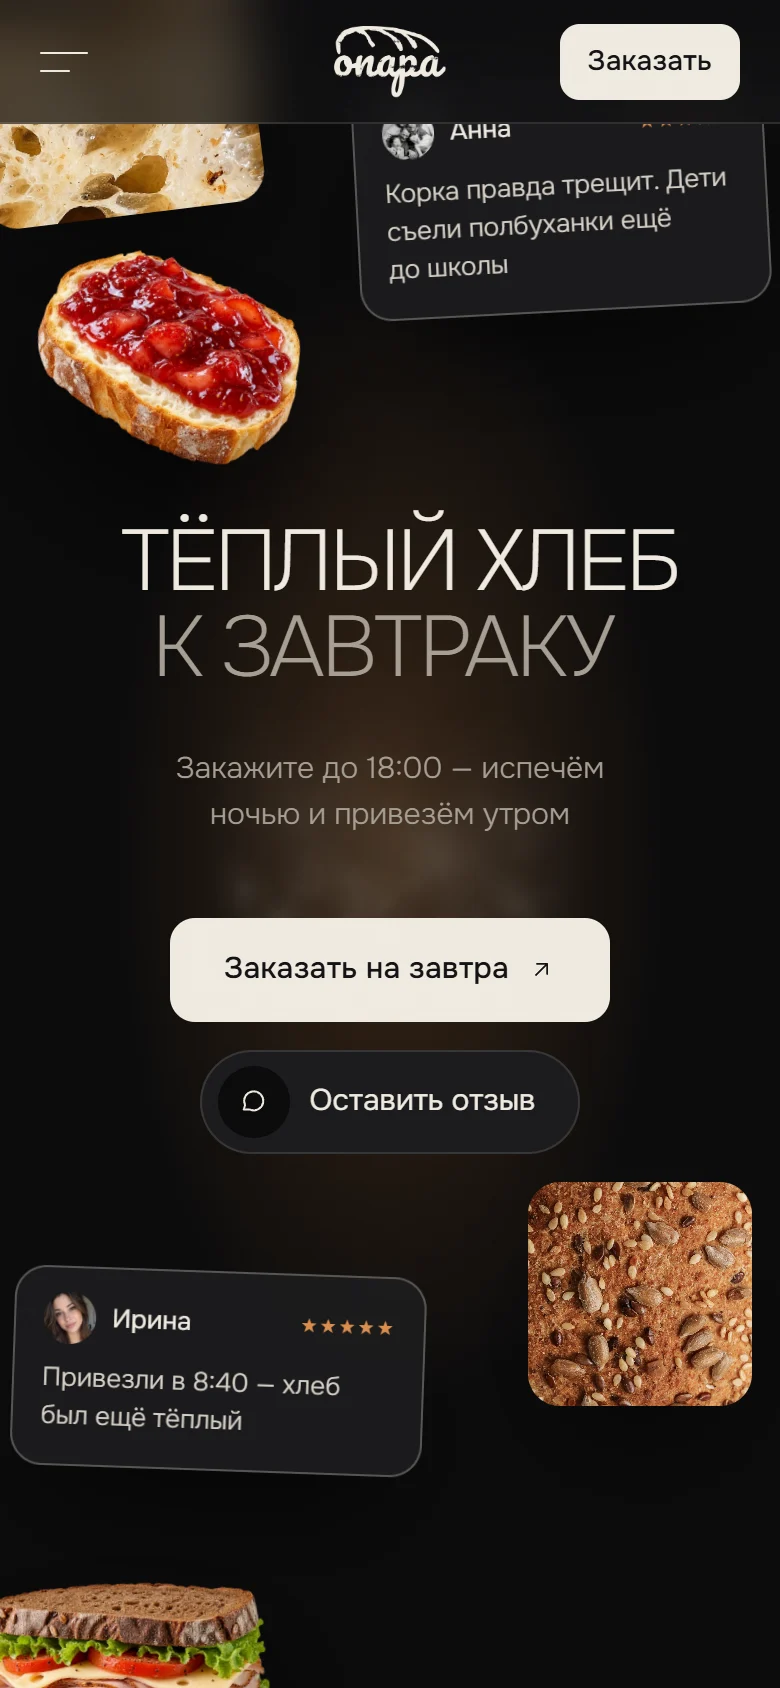 опара
Заказать
Анна
Корка правда трещит. Дети
съели полбуханки ещё
до школы
ТЁПЛЫЙ ХЛЕБ
К ЗАВТРАКУ
Закажите до 18:00 — испечём
ночью и привезём утром
Заказать на завтра
Оставить отзыв
Ирина
Привезли в 8:40 — хлеб
был ещё тёплый